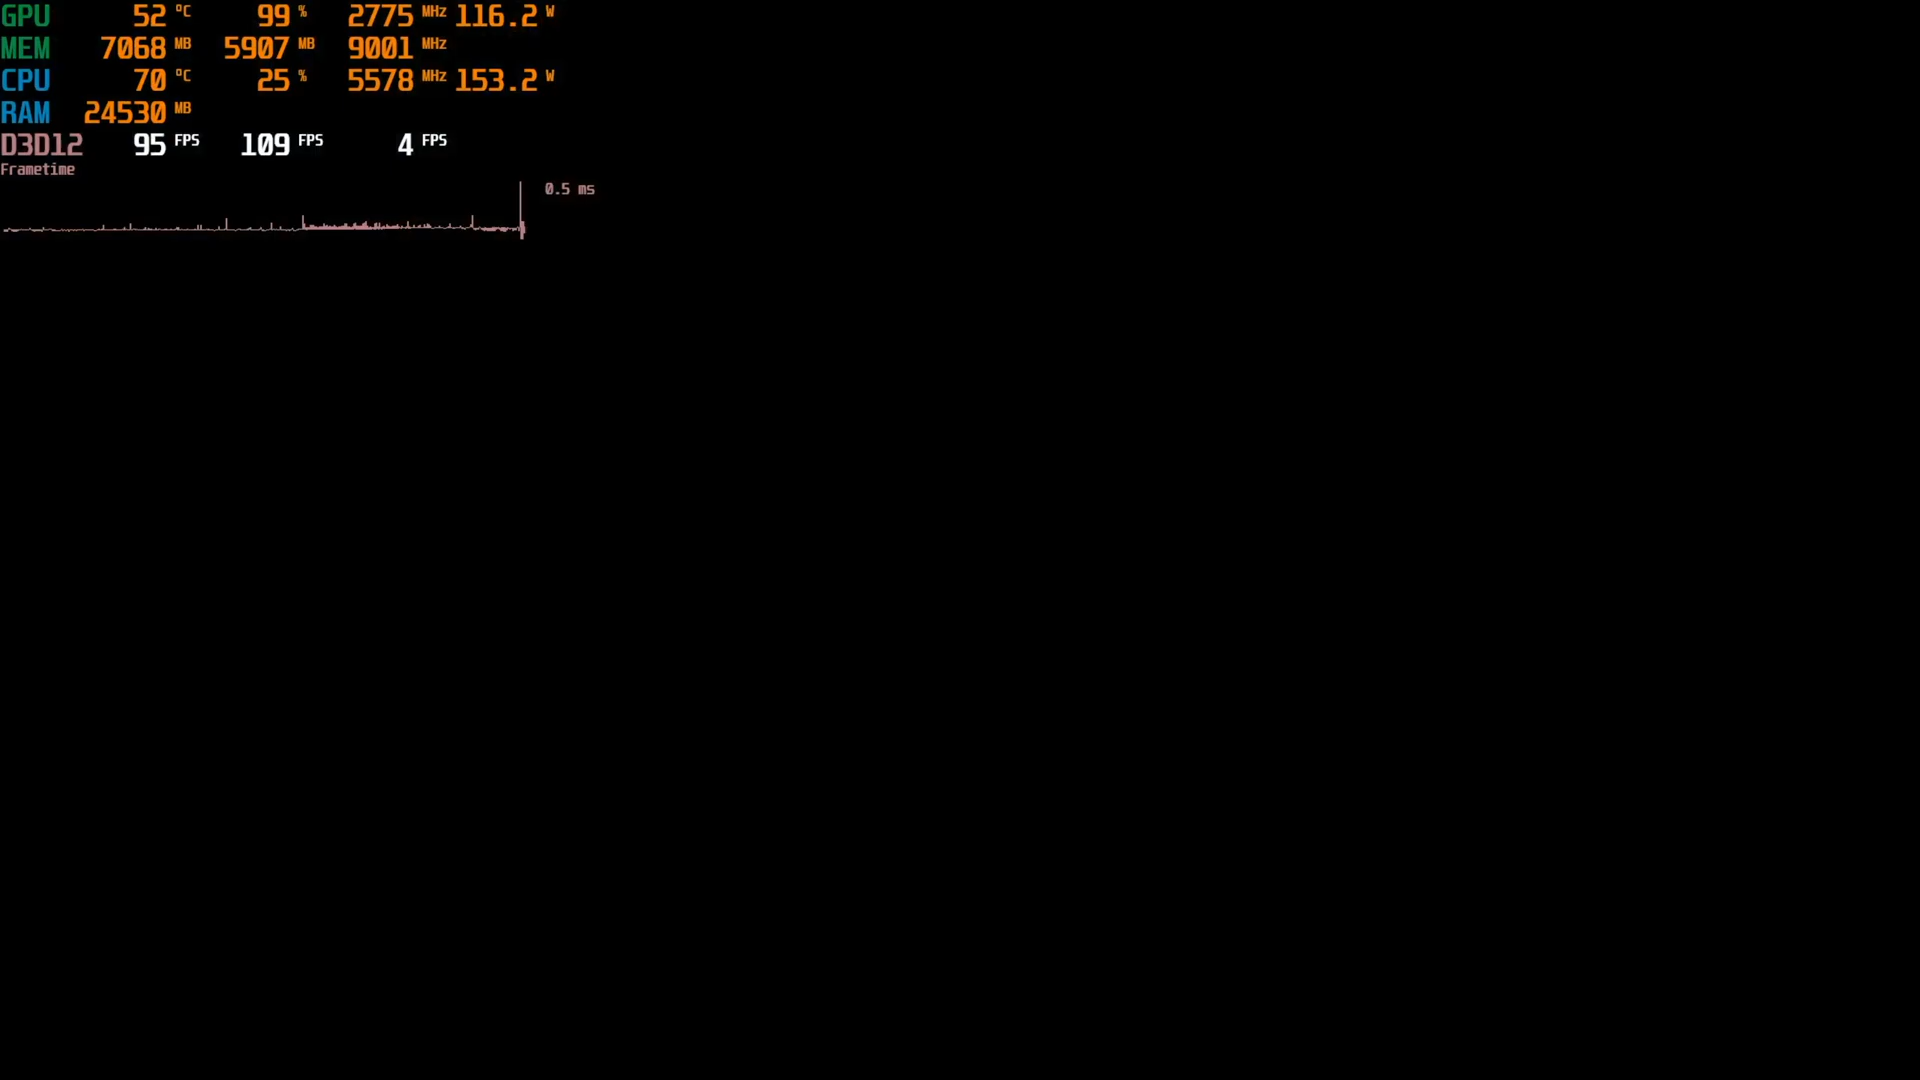 GPU 52 °C 99 % 2775 MHz 116.2 W
MEM 7068 MB 5907 MB 9001 MHz
CPU 70 °C 25 % 5578 MHz 153.2 W
RAM 24530 MB
D3D12 95 FPS 109 FPS 4 FPS
Frametime
0.5 ms